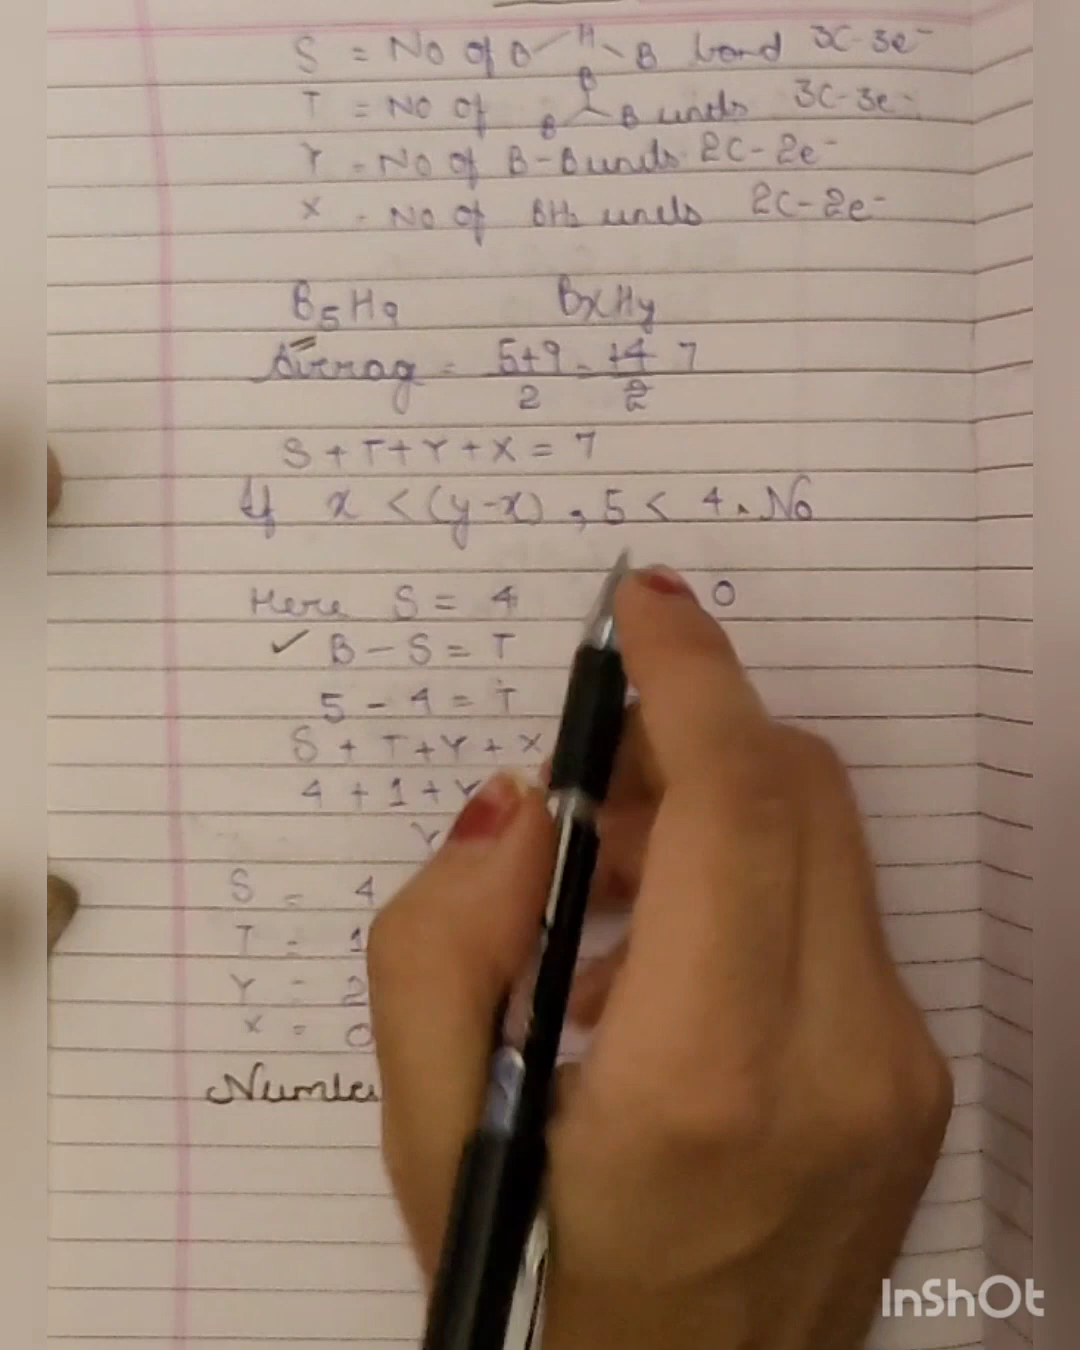 S = No of B H B bond 3C-3e-
T = No of B B B units 3C-3e-
Y = No of B-B units 2C-2e-
X = No of BH2 units 2C-2e-
B5H9 BxHy
Averag = 5+9/2 = 14/2 7
S+T+Y+X = 7
If x < (y-x), 5 < 4. No
Here S = 4 0
✓ B - S = T
5 - 4 = T
S + T + Y + X
4 + 1 + Y
Y
S = 4
T = 1
Y = 2
X = 0
InShOt